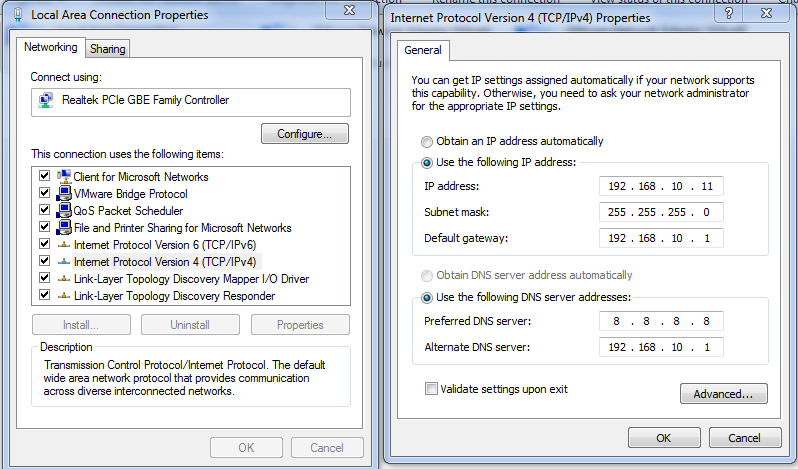 Local Area Connection Properties
Networking
Sharing
Connect using:
Realtek PCIe GBE Family Controller
Configure...
This connection uses the following items:
Client for Microsoft Networks
VMware Bridge Protocol
QoS Packet Scheduler
File and Printer Sharing for Microsoft Networks
Internet Protocol Version 6 (TCP/IPv6)
Internet Protocol Version 4 (TCP/IPv4)
Link-Layer Topology Discovery Mapper I/O Driver
Link-Layer Topology Discovery Responder
Install...
Uninstall
Properties
Description
Transmission Control Protocol/Internet Protocol. The default
wide area network protocol that provides communication
across diverse interconnected networks.
OK
Cancel
Internet Protocol Version 4 (TCP/IPv4) Properties
General
You can get IP settings assigned automatically if your network supports
this capability. Otherwise, you need to ask your network administrator
for the appropriate IP settings.
Obtain an IP address automatically
Use the following IP address:
IP address: 192 . 168 . 10 . 11
Subnet mask: 255 . 255 . 255 . 0
Default gateway: 192 . 168 . 10 . 1
Obtain DNS server address automatically
Use the following DNS server addresses:
Preferred DNS server: 8 . 8 . 8 . 8
Alternate DNS server: 192 . 168 . 10 . 1
Validate settings upon exit
Advanced...
OK
Cancel